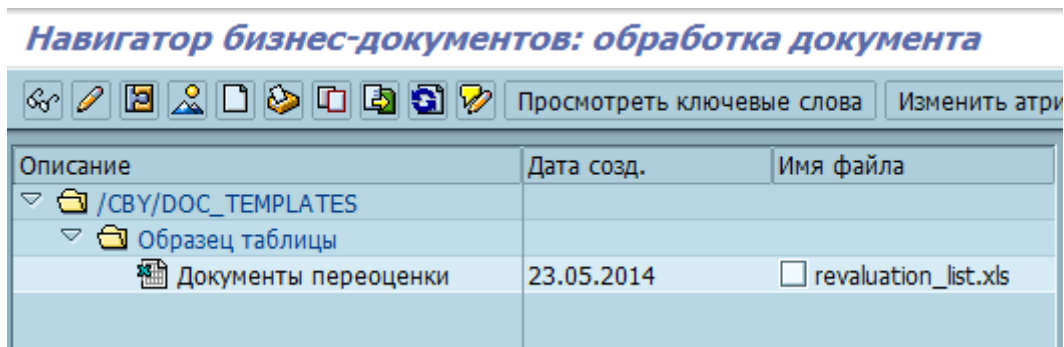 Навигатор бизнес-документов: обработка документа
Просмотреть ключевые слова Изменить атри
Описание Дата созд. Имя файла
/CBY/DOC_TEMPLATES
Образец таблицы
Документы переоценки 23.05.2014 revaluation_list.xls